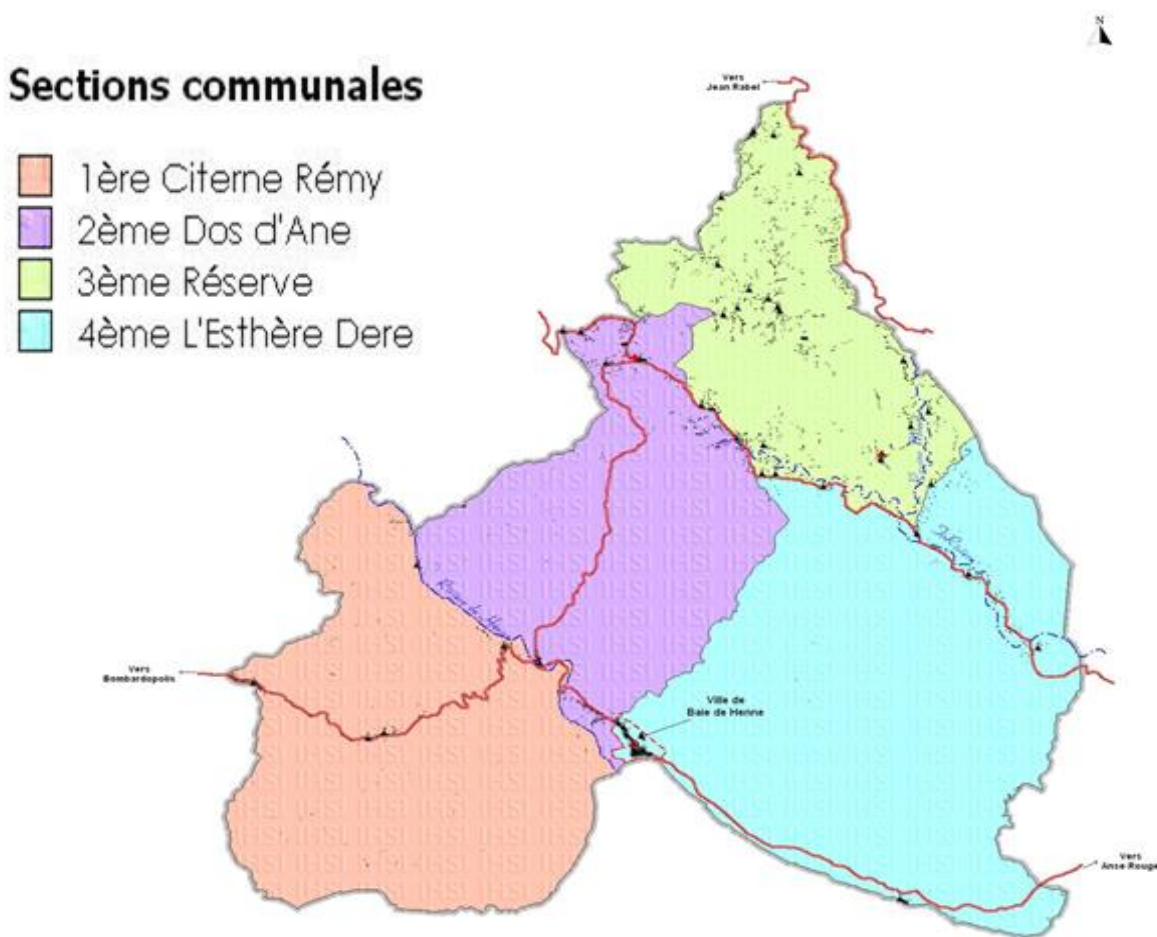 N
Sections communales
1ère Citerne Rémy
2ème Dos d'Ane
3ème Réserve
4ème L'Esthère Dere
Vers
Jean Rabel
Vers
Bombardopolis
Ville de
Baie de Henne
Vers
Anse Rouge
IHSI